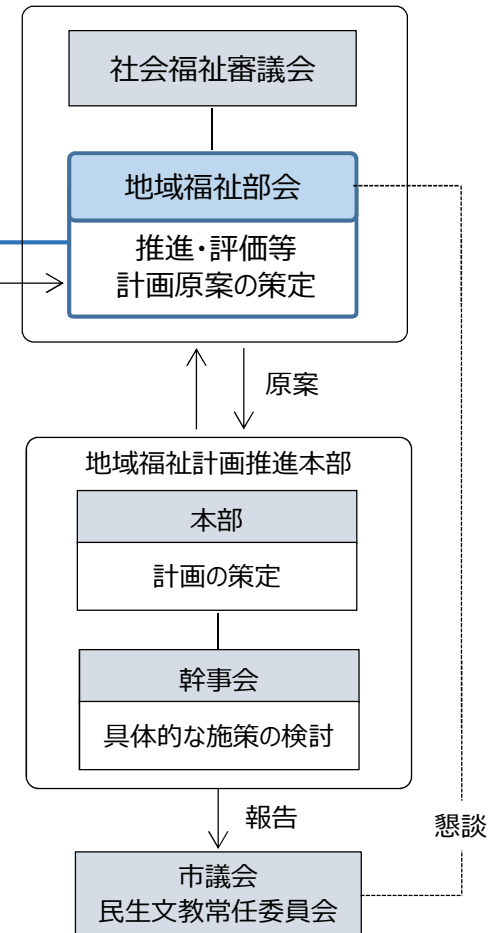 社会福祉審議会
地域福祉部会
推進・評価等
計画原案の策定
原案
地域福祉計画推進本部
本部
計画の策定
幹事会
具体的な施策の検討
報告
懇談
市議会
民生文教常任委員会